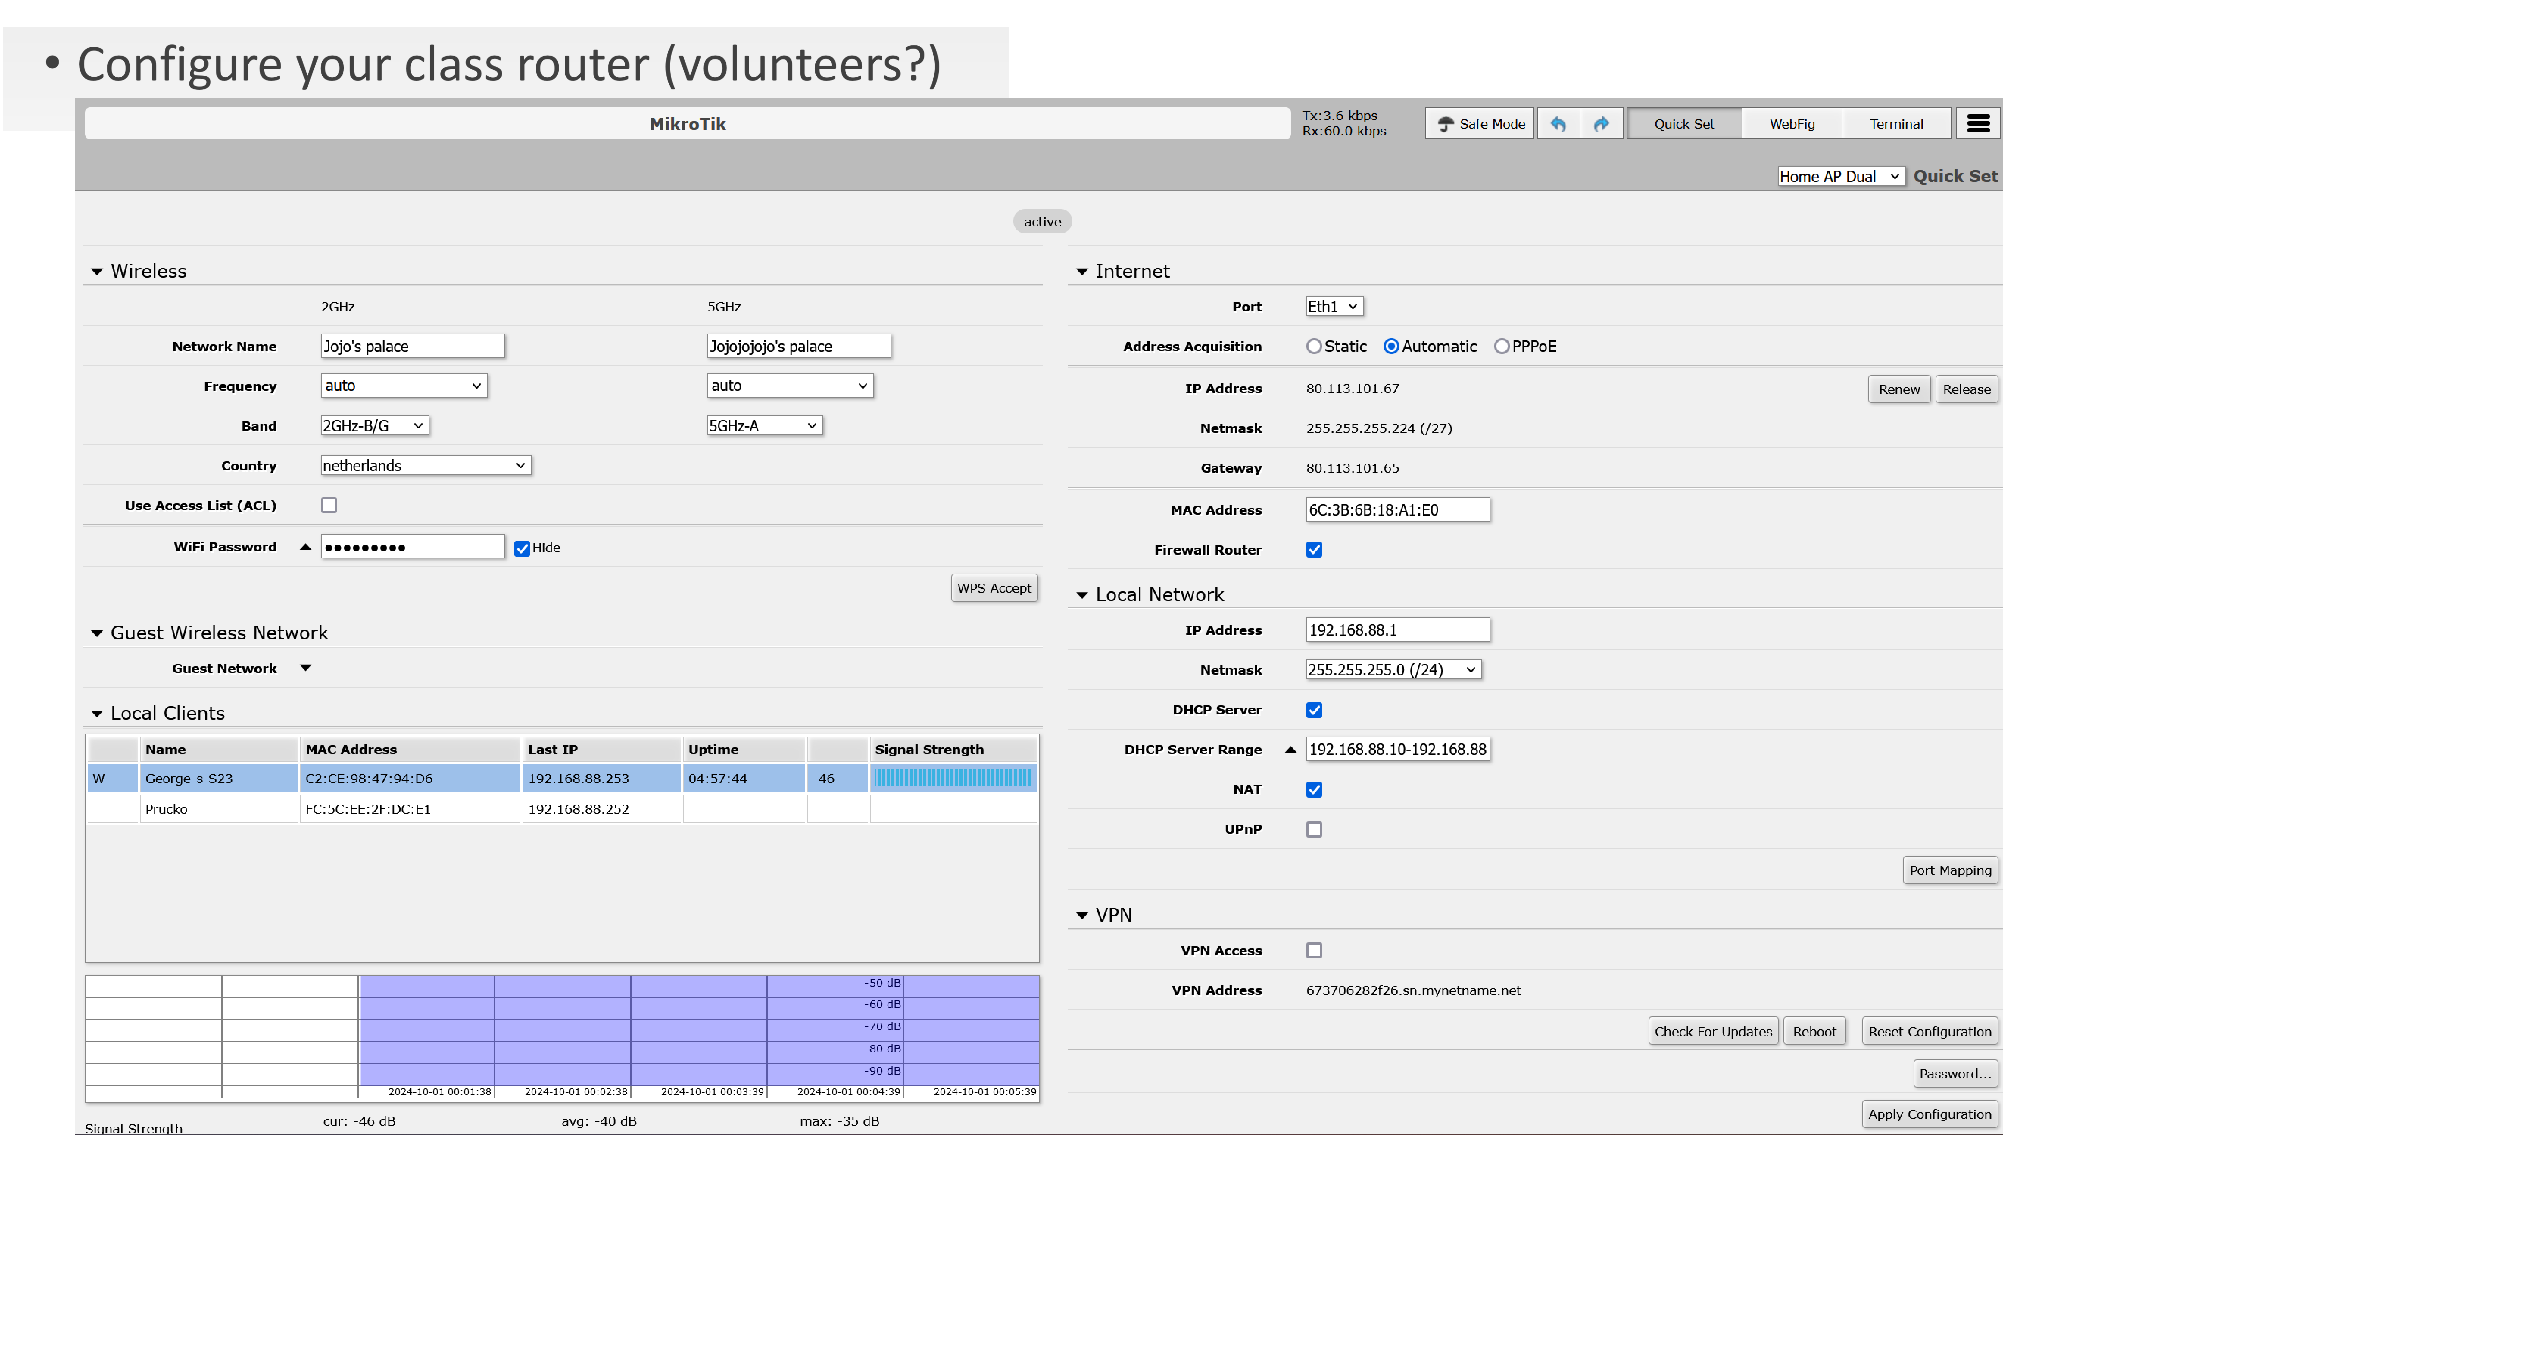 • Configure your class router (volunteers?)
MikroTik
Tx:3.6 kbps
Rx:60.0 kbps
Safe Mode
Quick Set
WebFig
Terminal
Home AP Dual
Quick Set
active
Wireless
2GHz 5GHz
Network Name Jojo's palace Jojojojojo's palace
Frequency auto auto
Band 2GHz-B/G 5GHz-A
Country netherlands
Use Access List (ACL)
WiFi Password ••••••••• Hide
WPS Accept
Guest Wireless Network
Guest Network
Local Clients
Name MAC Address Last IP Uptime Signal Strength
W George s S23 C2:CE:98:47:94:D6 192.168.88.253 04:57:44 46
Prucko FC:5C:EE:2F:DC:E1 192.168.88.252
-50 dB
-60 dB
-70 dB
80 dB
-90 dB
2024-10-01 00:01:38 2024-10-01 00:02:38 2024-10-01 00:03:39 2024-10-01 00:04:39 2024-10-01 00:05:39
cur: -46 dB avg: -40 dB max: -35 dB
Signal Strength
Internet
Port Eth1
Address Acquisition Static Automatic PPPoE
IP Address 80.113.101.67 Renew Release
Netmask 255.255.255.224 (/27)
Gateway 80.113.101.65
MAC Address 6C:3B:6B:18:A1:E0
Firewall Router
Local Network
IP Address 192.168.88.1
Netmask 255.255.255.0 (/24)
DHCP Server
DHCP Server Range 192.168.88.10-192.168.88
NAT
UPnP
Port Mapping
VPN
VPN Access
VPN Address 673706282f26.sn.mynetname.net
Check For Updates Reboot Reset Configuration
Password...
Apply Configuration